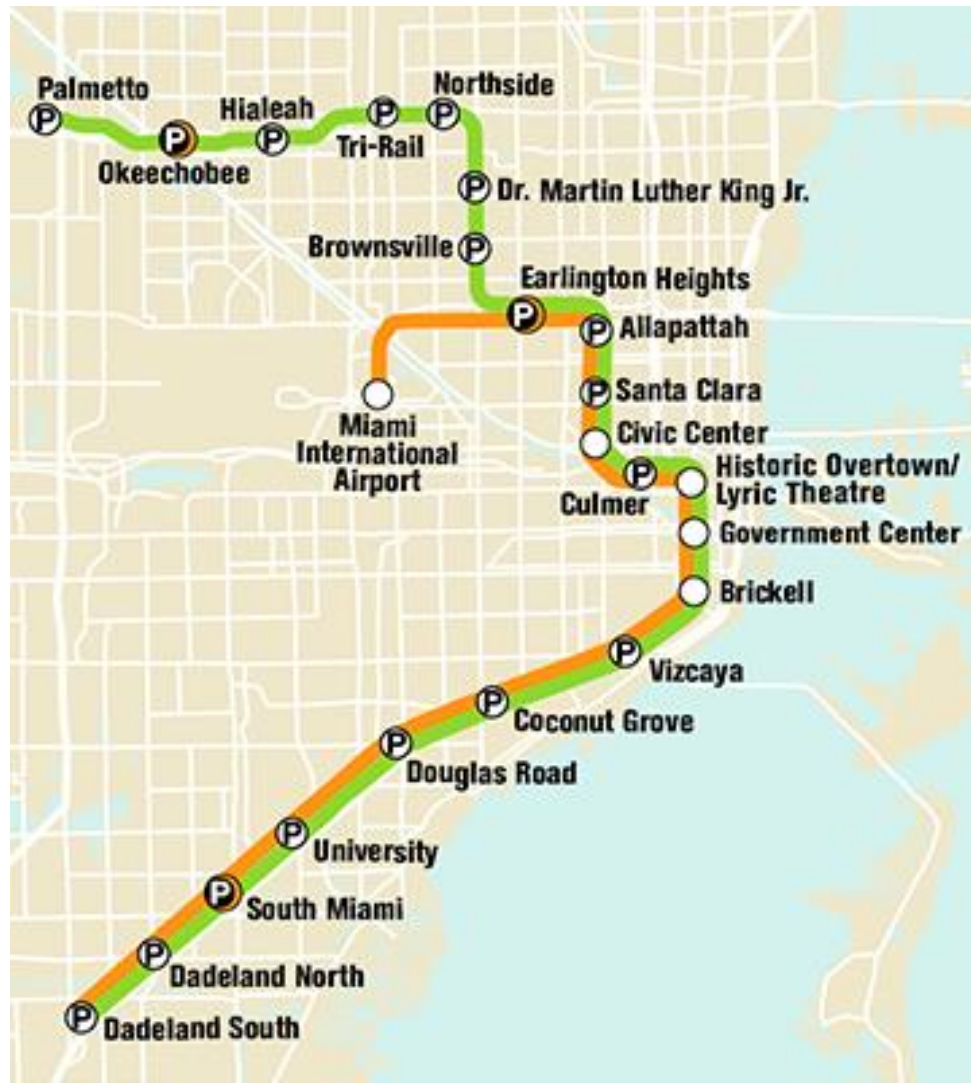 Palmetto
P
Okeechobee
P
Hialeah
P
Tri-Rail
P
Northside
P
Dr. Martin Luther King Jr.
P
Brownsville
P
Earlington Heights
P
Allapattah
P
Santa Clara
P
Miami
International
Airport
Civic Center
Culmer
P
Historic Overtown/
Lyric Theatre
Government Center
Brickell
Vizcaya
P
Coconut Grove
P
Douglas Road
P
University
P
South Miami
P
Dadeland North
P
Dadeland South
P